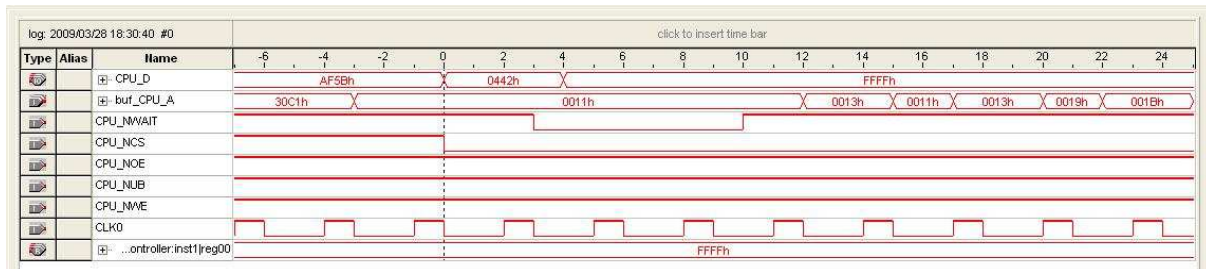 log: 2009/03/28 18:30:40 #0 click to insert time bar
Type Alias Name -6 -4 -2 0 2 4 6 8 10 12 14 16 18 20 22 24
CPU_D AF5Bh 0442h FFFFh
buf_CPU_A 30C1h 0011h 0013h 0011h 0013h 0019h 001Bh
CPU_NWAIT
CPU_NCS
CPU_NOE
CPU_NUB
CPU_NWE
CLK0
...ontroller:inst1|reg00 FFFFh